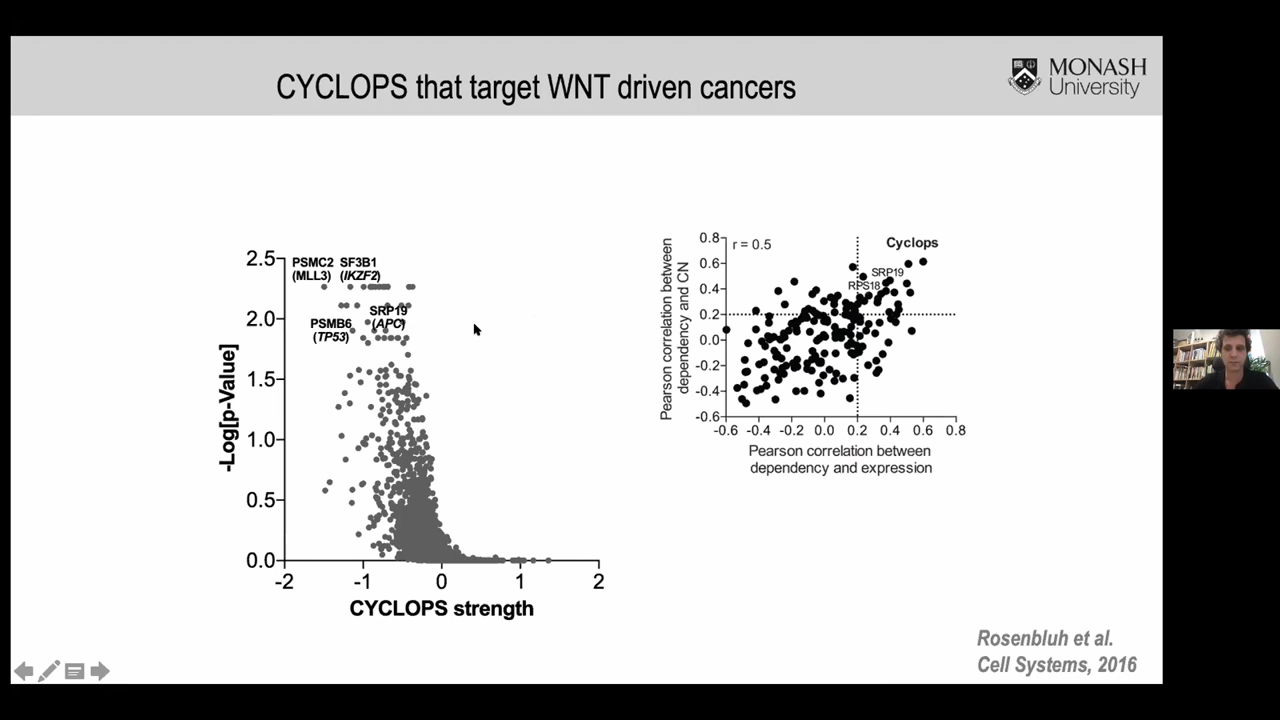 CYCLOPS that target WNT driven cancers
MONASH
University
PSMC2 SF3B1
(MLL3) (IKZF2)
SRP19
(APC)
PSMB6
(TP53)
2.5
2.0
1.5
1.0
0.5
0.0
-Log[p-Value]
-2 -1 0 1 2
CYCLOPS strength
r = 0.5
Cyclops
SRP19
RPS18
0.8
0.6
0.4
0.2
0.0
-0.2
-0.4
-0.6
Pearson correlation between
dependency and CN
-0.6 -0.4 -0.2 0.0 0.2 0.4 0.6 0.8
Pearson correlation between
dependency and expression
Rosenbluh et al.
Cell Systems, 2016